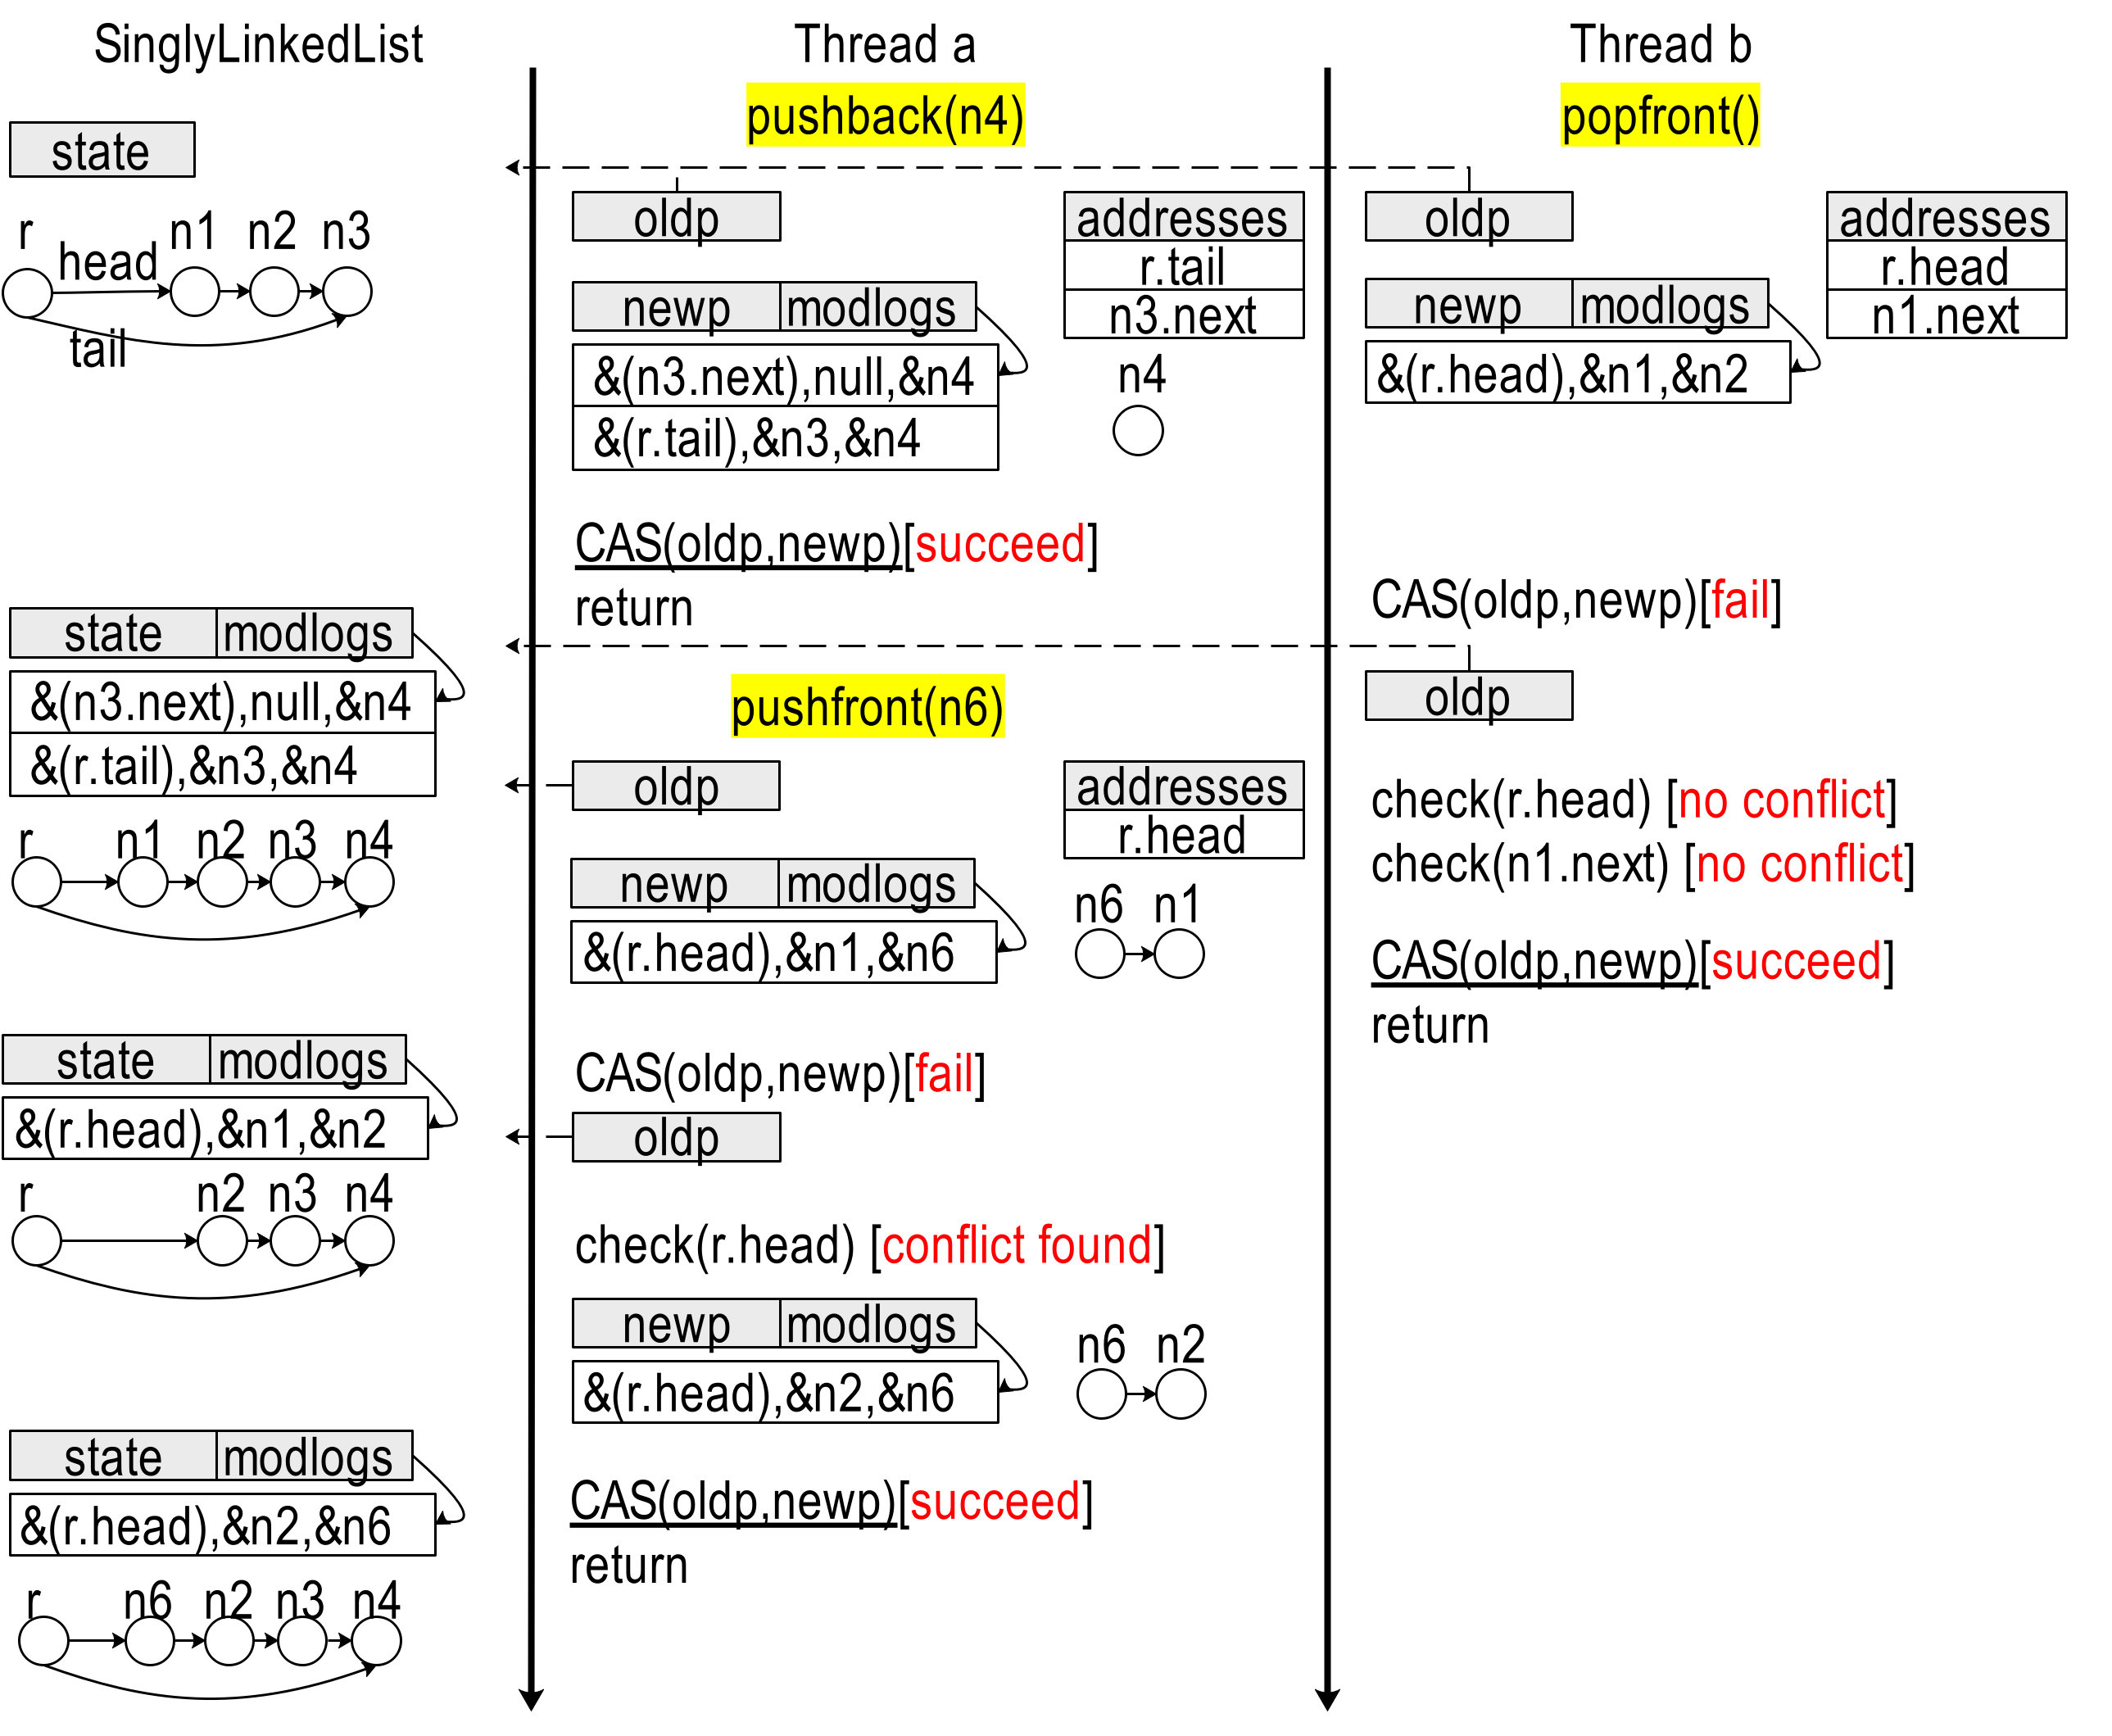 SinglyLinkedList
state
r
head
n1
n2
n3
tail
state
modlogs
&(n3.next),null,&n4
&(r.tail),&n3,&n4
r
n1
n2
n3
n4
state
modlogs
&(r.head),&n1,&n2
r
n2
n3
n4
state
modlogs
&(r.head),&n2,&n6
r
n6
n2
n3
n4
Thread a
pushback(n4)
oldp
addresses
r.tail
n3.next
newp
modlogs
&(n3.next),null,&n4
&(r.tail),&n3,&n4
n4
CAS(oldp,newp)[succeed]
return
pushfront(n6)
oldp
addresses
r.head
newp
modlogs
&(r.head),&n1,&n6
n6
n1
CAS(oldp,newp)[fail]
oldp
check(r.head) [conflict found]
newp
modlogs
&(r.head),&n2,&n6
n6
n2
CAS(oldp,newp)[succeed]
return
Thread b
popfront()
oldp
addresses
r.head
n1.next
newp
modlogs
&(r.head),&n1,&n2
CAS(oldp,newp)[fail]
oldp
check(r.head) [no conflict]
check(n1.next) [no conflict]
CAS(oldp,newp)[succeed]
return